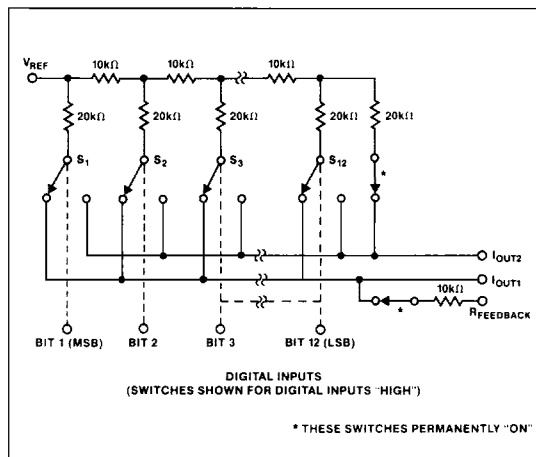 VREF
10kΩ 10kΩ 10kΩ
20kΩ 20kΩ 20kΩ 20kΩ 20kΩ
S1 S2 S3 S12 *
IOUT2
IOUT1
10kΩ
* RFEEDBACK
BIT 1 (MSB) BIT 2 BIT 3 BIT 12 (LSB)
DIGITAL INPUTS
(SWITCHES SHOWN FOR DIGITAL INPUTS "HIGH")
* THESE SWITCHES PERMANENTLY "ON"